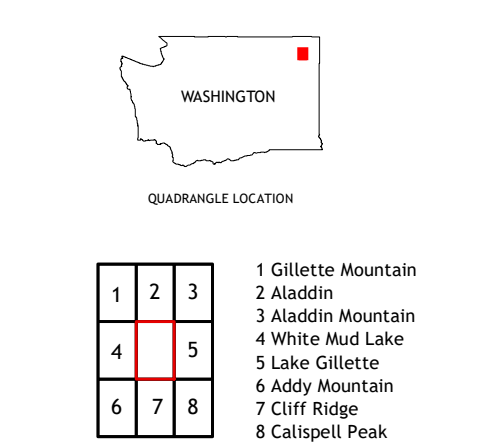 WASHINGTON
QUADRANGLE LOCATION
1 2 3
4 5
6 7 8
1 Gillette Mountain
2 Aladdin
3 Aladdin Mountain
4 White Mud Lake
5 Lake Gillette
6 Addy Mountain
7 Cliff Ridge
8 Calispell Peak